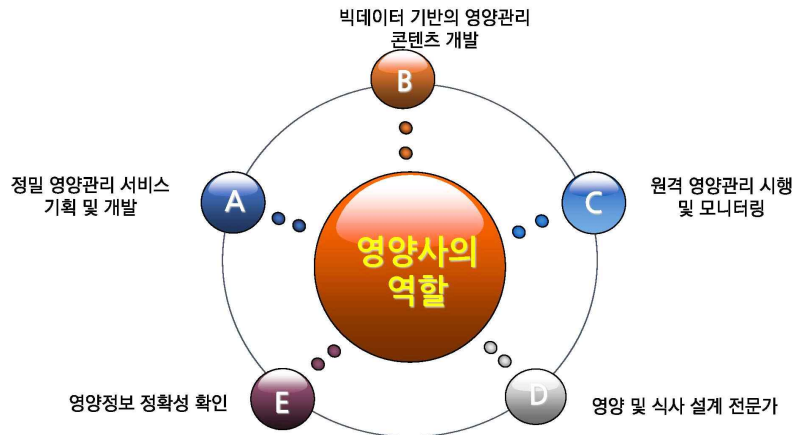 빅데이터 기반의 영양관리
콘텐츠 개발
B
정밀 영양관리 서비스
기획 및 개발
A
C
원격 영양관리 시행
및 모니터링
영양사의
역할
영양정보 정확성 확인
E
D
영양 및 식사 설계 전문가